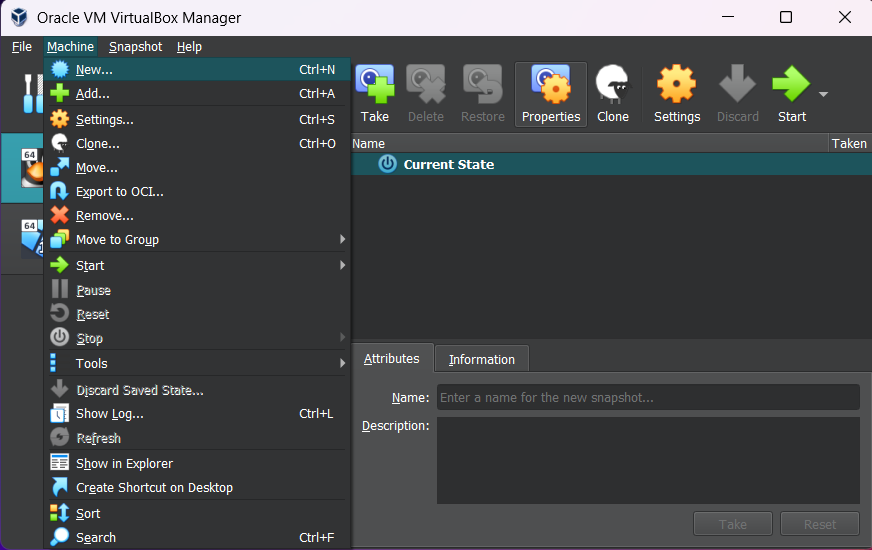 Oracle VM VirtualBox Manager
File Machine Snapshot Help
New... Ctrl+N
Add... Ctrl+A
Settings... Ctrl+S
Clone... Ctrl+O
Move...
Export to OCI...
Remove...
Move to Group
Start
Pause
Reset
Stop
Tools
Discard Saved State...
Show Log... Ctrl+L
Refresh
Show in Explorer
Create Shortcut on Desktop
Sort
Search Ctrl+F
64
64
Take Delete Restore Properties Clone Settings Discard Start
Name Taken
Current State
Attributes Information
Name: Enter a name for the new snapshot...
Description:
Take Reset